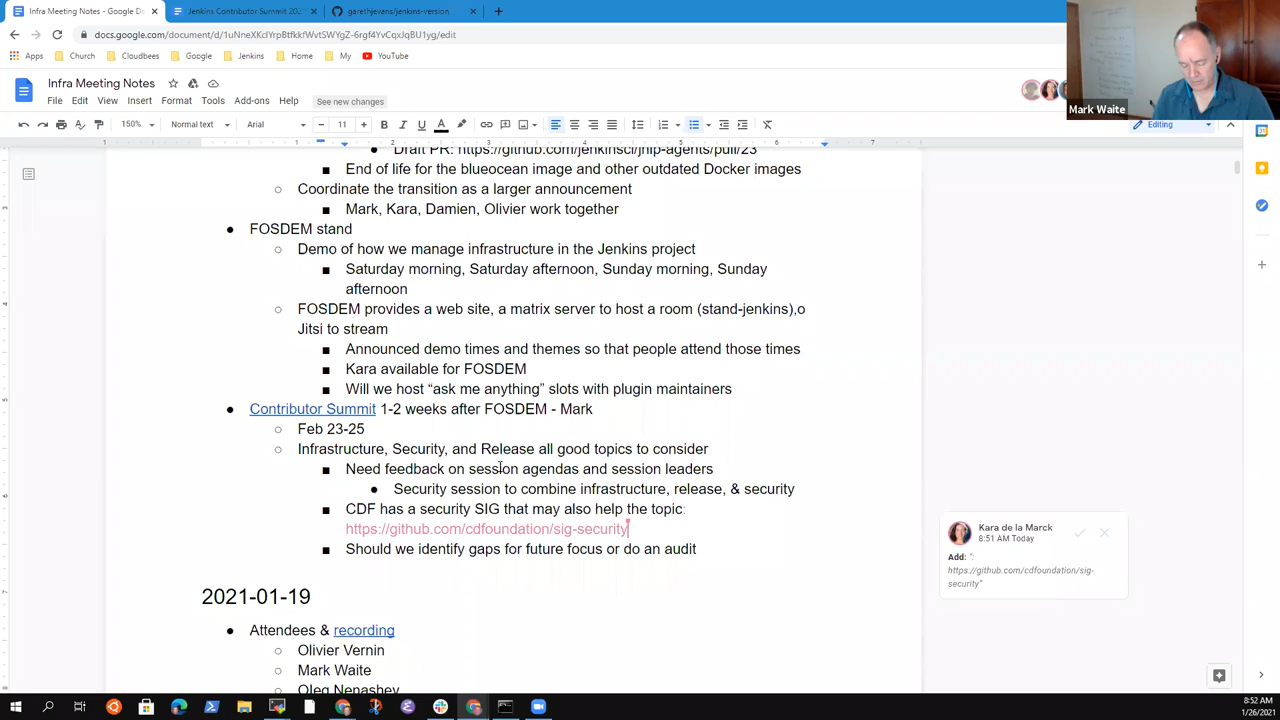 Infra Meeting Notes - Google D
Jenkins Contributor Summit 202
garethjevans/jenkins-version
docs.google.com/document/d/1uNneXKclYrpBtfkkfWvtSWYgZ-6rgf4YvCqxJqBU1yg/edit
Apps
Church
Cloudbees
Google
Jenkins
Home
My
YouTube
Infra Meeting Notes
File Edit View Insert Format Tools Add-ons Help
See new changes
Mark Waite
150%
Normal text
Arial
11
Editing
1 2 3 4 5 6 7
Draft PR: https://github.com/jenkinsci/jnlp-agents/pull/23
End of life for the blueocean image and other outdated Docker images
Coordinate the transition as a larger announcement
Mark, Kara, Damien, Olivier work together
FOSDEM stand
Demo of how we manage infrastructure in the Jenkins project
Saturday morning, Saturday afternoon, Sunday morning, Sunday
afternoon
FOSDEM provides a web site, a matrix server to host a room (stand-jenkins),o
Jitsi to stream
Announced demo times and themes so that people attend those times
Kara available for FOSDEM
Will we host “ask me anything” slots with plugin maintainers
Contributor Summit 1-2 weeks after FOSDEM - Mark
Feb 23-25
Infrastructure, Security, and Release all good topics to consider
Need feedback on session agendas and session leaders
Security session to combine infrastructure, release, & security
CDF has a security SIG that may also help the topic:
https://github.com/cdfoundation/sig-security
Should we identify gaps for future focus or do an audit
Kara de la Marck
8:51 AM Today
Add: “:
https://github.com/cdfoundation/sig-
security”
2021-01-19
Attendees & recording
Olivier Vernin
Mark Waite
Oleg Nenashev
8:52 AM
1/26/2021